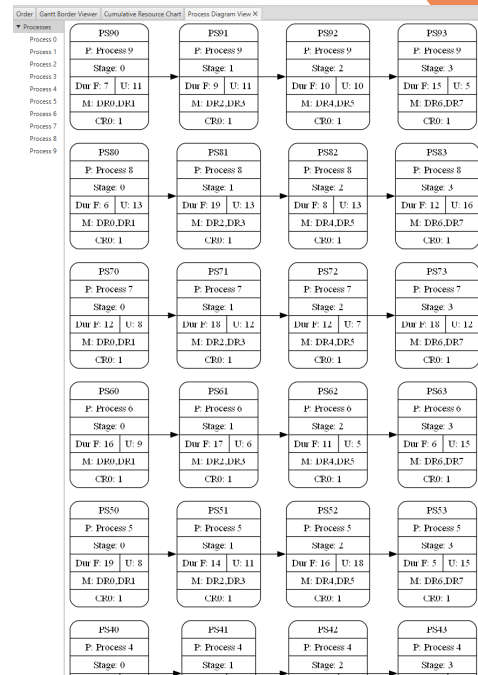 Order Gantt Border Viewer Cumulative Resource Chart Process Diagram View ×
▼ Processes
Process 0
Process 1
Process 2
Process 3
Process 4
Process 5
Process 6
Process 7
Process 8
Process 9
PS90 PS91 PS92 PS93
P: Process 9 P: Process 9 P: Process 9 P: Process 9
Stage: 0 Stage: 1 Stage: 2 Stage: 3
Dur F: 7 U: 11 Dur F: 9 U: 11 Dur F: 10 U: 10 Dur F: 15 U: 5
M: DR0,DR1 M: DR2,DR3 M: DR4,DR5 M: DR6,DR7
CR0: 1 CR0: 1 CR0: 1 CR0: 1
PS80 PS81 PS82 PS83
P: Process 8 P: Process 8 P: Process 8 P: Process 8
Stage: 0 Stage: 1 Stage: 2 Stage: 3
Dur F: 6 U: 13 Dur F: 19 U: 13 Dur F: 8 U: 13 Dur F: 12 U: 16
M: DR0,DR1 M: DR2,DR3 M: DR4,DR5 M: DR6,DR7
CR0: 1 CR0: 1 CR0: 1 CR0: 1
PS70 PS71 PS72 PS73
P: Process 7 P: Process 7 P: Process 7 P: Process 7
Stage: 0 Stage: 1 Stage: 2 Stage: 3
Dur F: 12 U: 8 Dur F: 18 U: 12 Dur F: 12 U: 7 Dur F: 18 U: 12
M: DR0,DR1 M: DR2,DR3 M: DR4,DR5 M: DR6,DR7
CR0: 1 CR0: 1 CR0: 1 CR0: 1
PS60 PS61 PS62 PS63
P: Process 6 P: Process 6 P: Process 6 P: Process 6
Stage: 0 Stage: 1 Stage: 2 Stage: 3
Dur F: 16 U: 9 Dur F: 17 U: 6 Dur F: 11 U: 5 Dur F: 6 U: 15
M: DR0,DR1 M: DR2,DR3 M: DR4,DR5 M: DR6,DR7
CR0: 1 CR0: 1 CR0: 1 CR0: 1
PS50 PS51 PS52 PS53
P: Process 5 P: Process 5 P: Process 5 P: Process 5
Stage: 0 Stage: 1 Stage: 2 Stage: 3
Dur F: 19 U: 8 Dur F: 14 U: 11 Dur F: 16 U: 18 Dur F: 5 U: 15
M: DR0,DR1 M: DR2,DR3 M: DR4,DR5 M: DR6,DR7
CR0: 1 CR0: 1 CR0: 1 CR0: 1
PS40 PS41 PS42 PS43
P: Process 4 P: Process 4 P: Process 4 P: Process 4
Stage: 0 Stage: 1 Stage: 2 Stage: 3